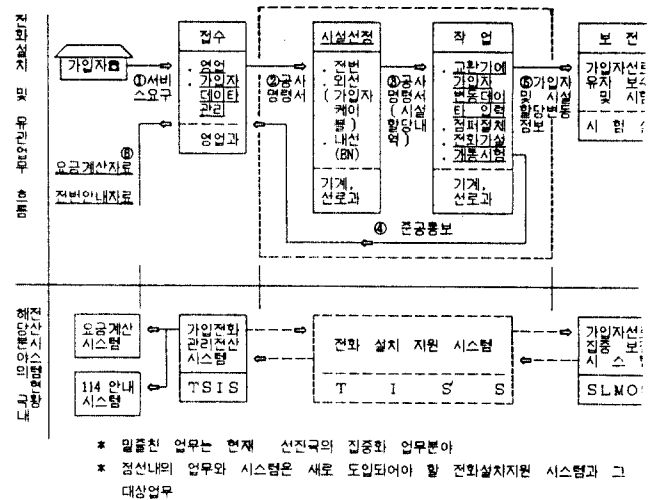 전화설치 및 유관업무 흐름
가입자☎
①서비
스요구
접수
. 영업
. 가입자
데이타
관리
영업과
②공사
명령서
시설선정
. 전번
. 외선
(가입자
케이
블)
. 내선
(BN)
기계,
선로과
③공사
명령서
(시설
할당내
역)
작 업
. 교환기에
가입자
변동데이
타 입력
. 점퍼절체
. 전화가설
. 개통시험
기계,
선로과
⑤가입자
및 시설
할당변동
정보
보 전
가입자선로
유지 보수
및 시험
시 험
⑥
요금계산자료
전번안내자료
④ 준공통보
해당분야의 국내
전산시스템현황
요금계산
시스템
114 안내
시스템
가입전화
관리전산
시스템
TSIS
전화 설치 지원 시스템
T I S S
가입자선로
집중 보
시 스 템
SLMO
* 밑줄친 업무는 현재 선진국의 집중화 업무분야
* 점선내의 업무와 시스템은 새로 도입되어야 할 전화설치지원 시스템과 그
대상업무